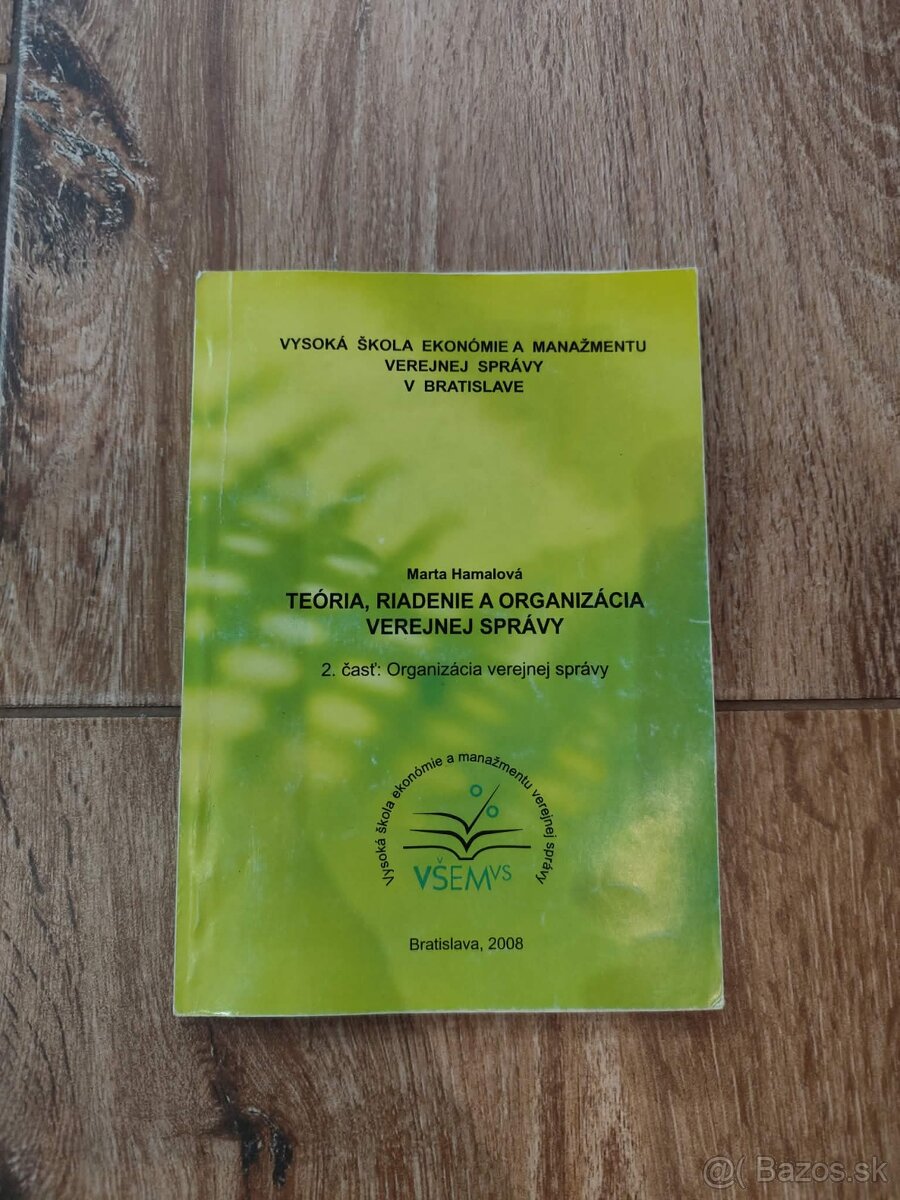 VYSOKÁ ŠKOLA EKONÓMIE A MANAŽMENTU
VEREJNEJ SPRÁVY
V BRATISLAVE
Marta Hamalová
TEÓRIA, RIADENIE A ORGANIZÁCIA
VEREJNEJ SPRÁVY
2. časť: Organizácia verejnej správy
Vysoká škola ekonómie a manažmentu verejnej správy
VŠEMVS
Bratislava, 2008
@( Bazos.sk